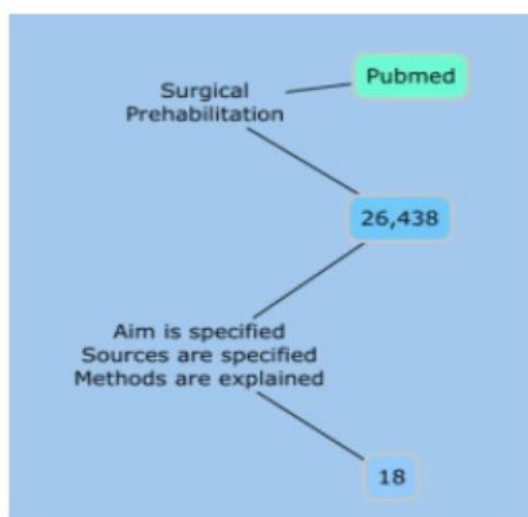 Pubmed
Surgical
Prehabilitation
26,438
Aim is specified
Sources are specified
Methods are explained
18